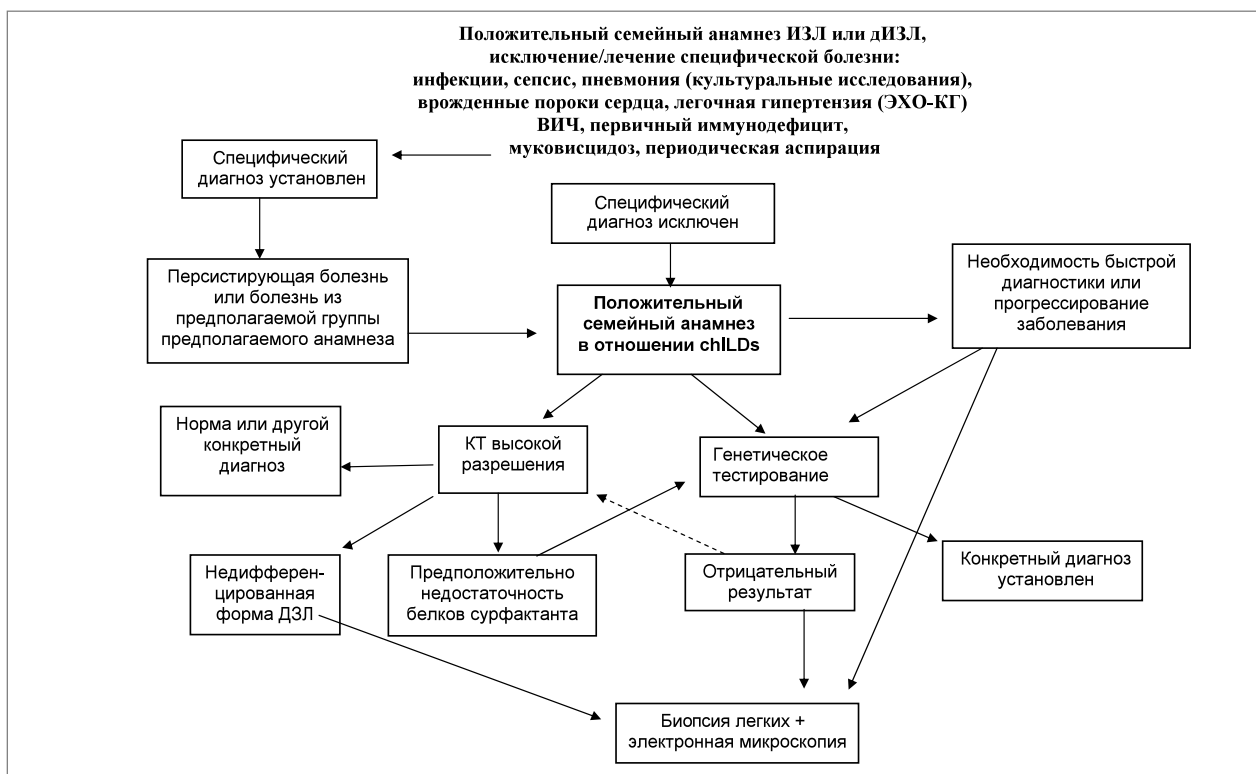 Положительный семейный анамнез ИЗЛ или дИЗЛ,
исключение/лечение специфической болезни:
инфекции, сепсис, пневмония (культуральные исследования),
врожденные пороки сердца, легочная гипертензия (ЭХО-КГ)
ВИЧ, первичный иммунодефицит,
муковисцидоз, периодическая аспирация
Специфический
диагноз установлен
Специфический
диагноз исключен
Персистирующая болезнь
или болезнь из
предполагаемой группы
предполагаемого анамнеза
Положительный
семейный анамнез
в отношении chILDs
Необходимость быстрой
диагностики или
прогрессирование
заболевания
Норма или другой
конкретный
диагноз
КТ высокой
разрешения
Генетическое
тестирование
Недифферен-
цированная
форма ДЗЛ
Предположительно
недостаточность
белков сурфактанта
Отрицательный
результат
Конкретный диагноз
установлен
Биопсия легких +
электронная микроскопия